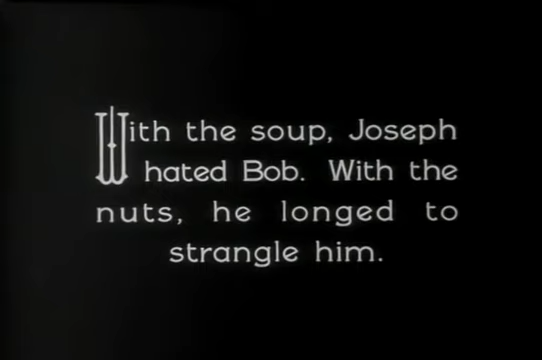 With the soup, Joseph
hated Bob. With the
nuts, he longed to
strangle him.